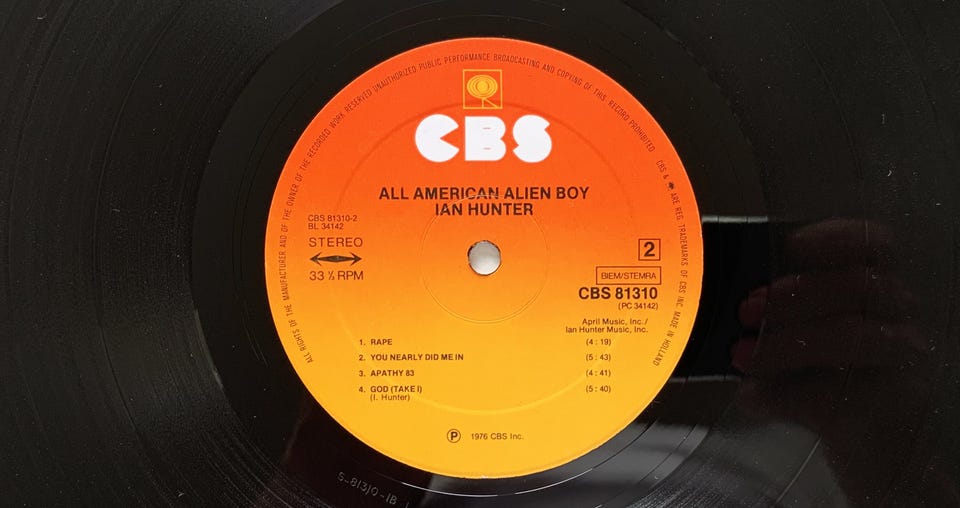 ALL RIGHTS OF THE MANUFACTURER AND OF THE OWNER OF THE RECORDED WORK RESERVED UNAUTHORIZED PUBLIC PERFORMANCE BROADCASTING AND COPYING OF THIS RECORD PROHIBITED CBS & ARE REG. TRADEMARKS OF CBS INC. MADE IN HOLLAND
CBS
ALL AMERICAN ALIEN BOY
IAN HUNTER
CBS 81310-2
BL 34142
STEREO
33 ⅓ RPM
2
BIEM/STEMRA
CBS 81310
(PC 34142)
April Music, Inc./
Ian Hunter Music, Inc.
1. RAPE (4 : 19)
2. YOU NEARLY DID ME IN (5 : 43)
3. APATHY 83 (4 : 41)
4. GOD (TAKE I) (5 : 40)
(I. Hunter)
Ⓟ 1976 CBS Inc.
S-81310-1B